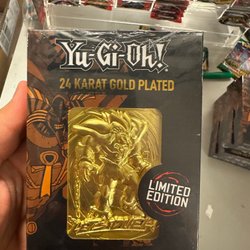 Yu-Gi-Oh!
24 KARAT GOLD PLATED
LIMITED
EDITION